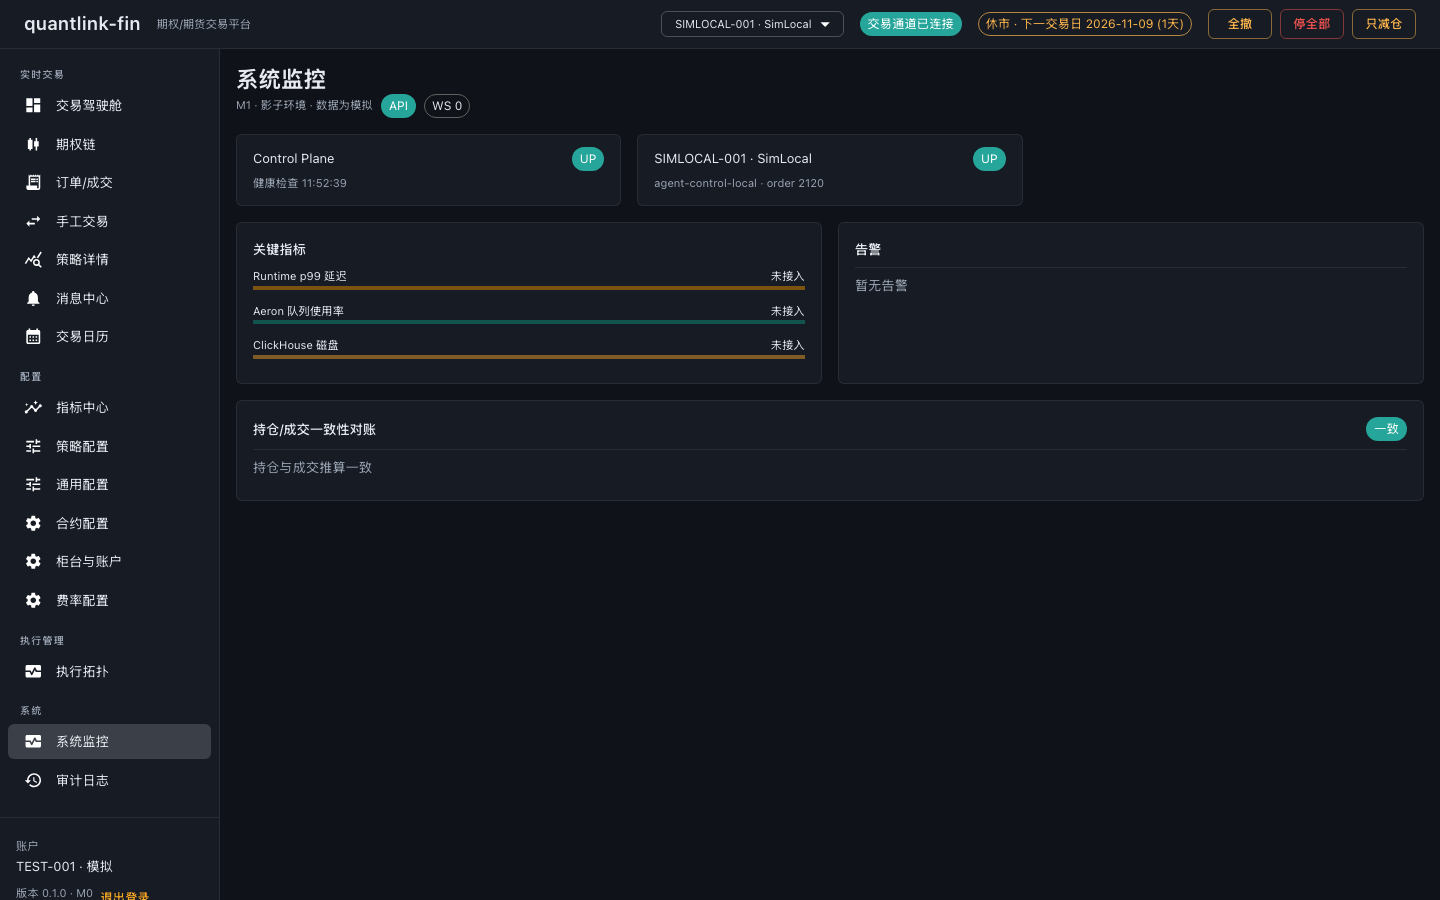 quantlink-fin 期权/期货交易平台 SIMLOCAL-001 · SimLocal 交易通道已连接 休市 · 下一交易日 2026-11-09 (1天) 全撤 停全部 只减仓
实时交易
交易驾驶舱
期权链
订单/成交
手工交易
策略详情
消息中心
交易日历
配置
指标中心
策略配置
通用配置
合约配置
柜台与账户
费率配置
执行管理
执行拓扑
系统
系统监控
审计日志
账户
TEST-001 · 模拟
版本 0.1.0 · M0 退出登录
系统监控
M1 · 影子环境 · 数据为模拟 API WS 0
Control Plane UP
健康检查 11:52:39
SIMLOCAL-001 · SimLocal UP
agent-control-local · order 2120
关键指标
Runtime p99 延迟 未接入
Aeron 队列使用率 未接入
ClickHouse 磁盘 未接入
告警
暂无告警
持仓/成交一致性对账 一致
持仓与成交推算一致